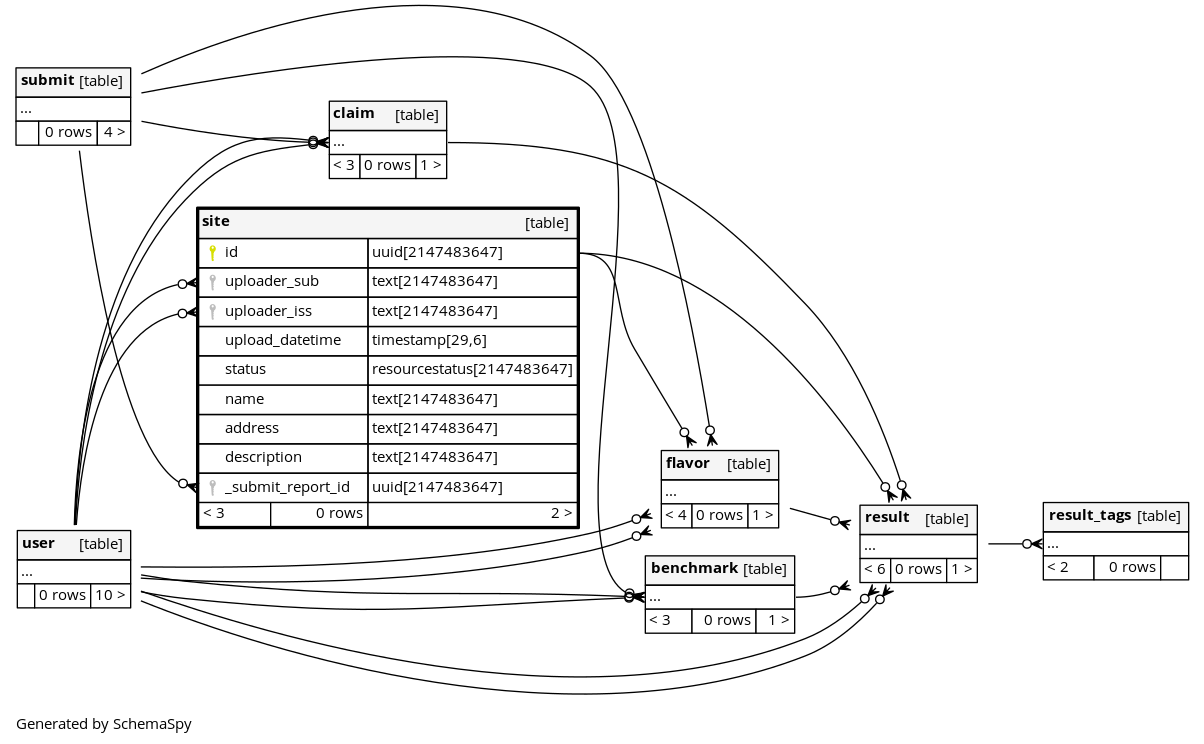 submit [table]
...
0 rows 4 >
claim [table]
...
< 3 0 rows 1 >
site [table]
id uuid[2147483647]
uploader_sub text[2147483647]
uploader_iss text[2147483647]
upload_datetime timestamp[29,6]
status resourcestatus[2147483647]
name text[2147483647]
address text[2147483647]
description text[2147483647]
_submit_report_id uuid[2147483647]
< 3 0 rows 2 >
flavor [table]
...
< 4 0 rows 1 >
result [table]
...
< 6 0 rows 1 >
result_tags [table]
...
< 2 0 rows
user [table]
...
0 rows 10 >
benchmark [table]
...
< 3 0 rows 1 >
Generated by SchemaSpy